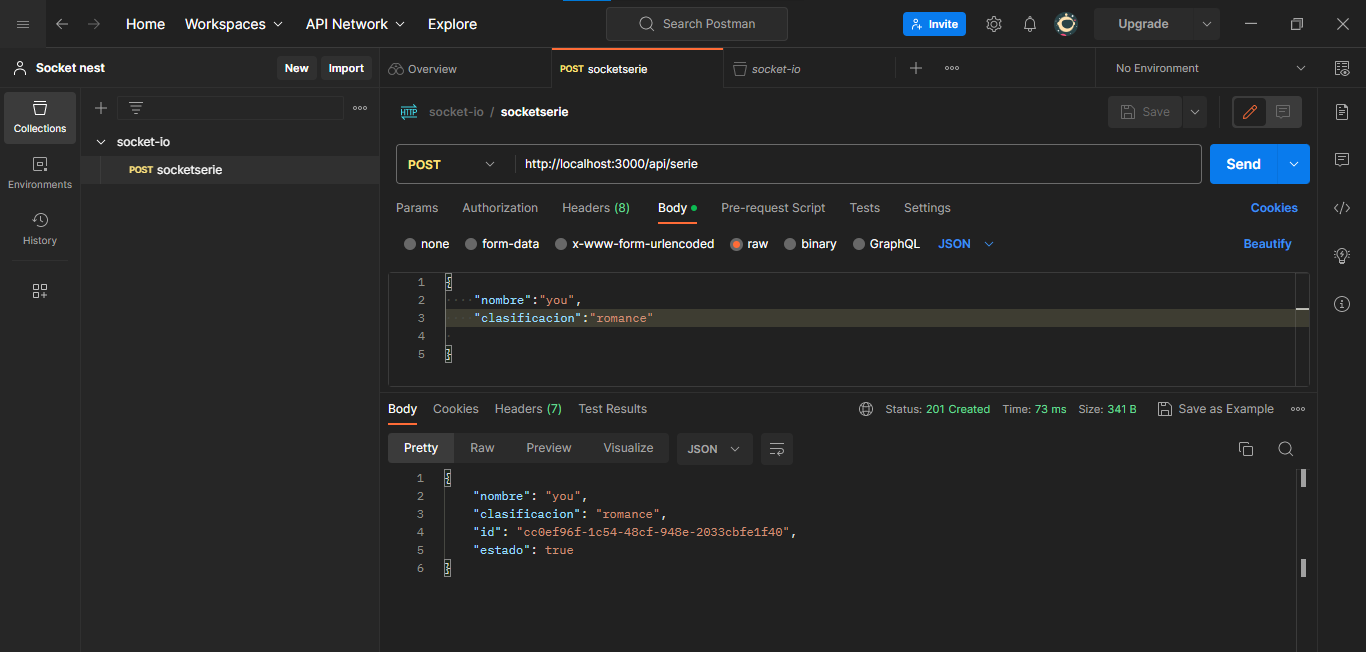 Home Workspaces API Network Explore Search Postman Invite Upgrade
Socket nest New Import Overview POST socketserie socket-io No Environment
Collections
socket-io
POST socketserie
Environments
History
HTTP socket-io / socketserie Save
POST http://localhost:3000/api/serie Send
Params Authorization Headers (8) Body Pre-request Script Tests Settings Cookies
none form-data x-www-form-urlencoded raw binary GraphQL JSON Beautify
1 {
2 "nombre":"you",
3 "clasificacion":"romance"
4
5 }
Body Cookies Headers (7) Test Results Status: 201 Created Time: 73 ms Size: 341 B Save as Example
Pretty Raw Preview Visualize JSON
1 {
2 "nombre": "you",
3 "clasificacion": "romance",
4 "id": "cc0ef96f-1c54-48cf-948e-2033cbfe1f40",
5 "estado": true
6 }